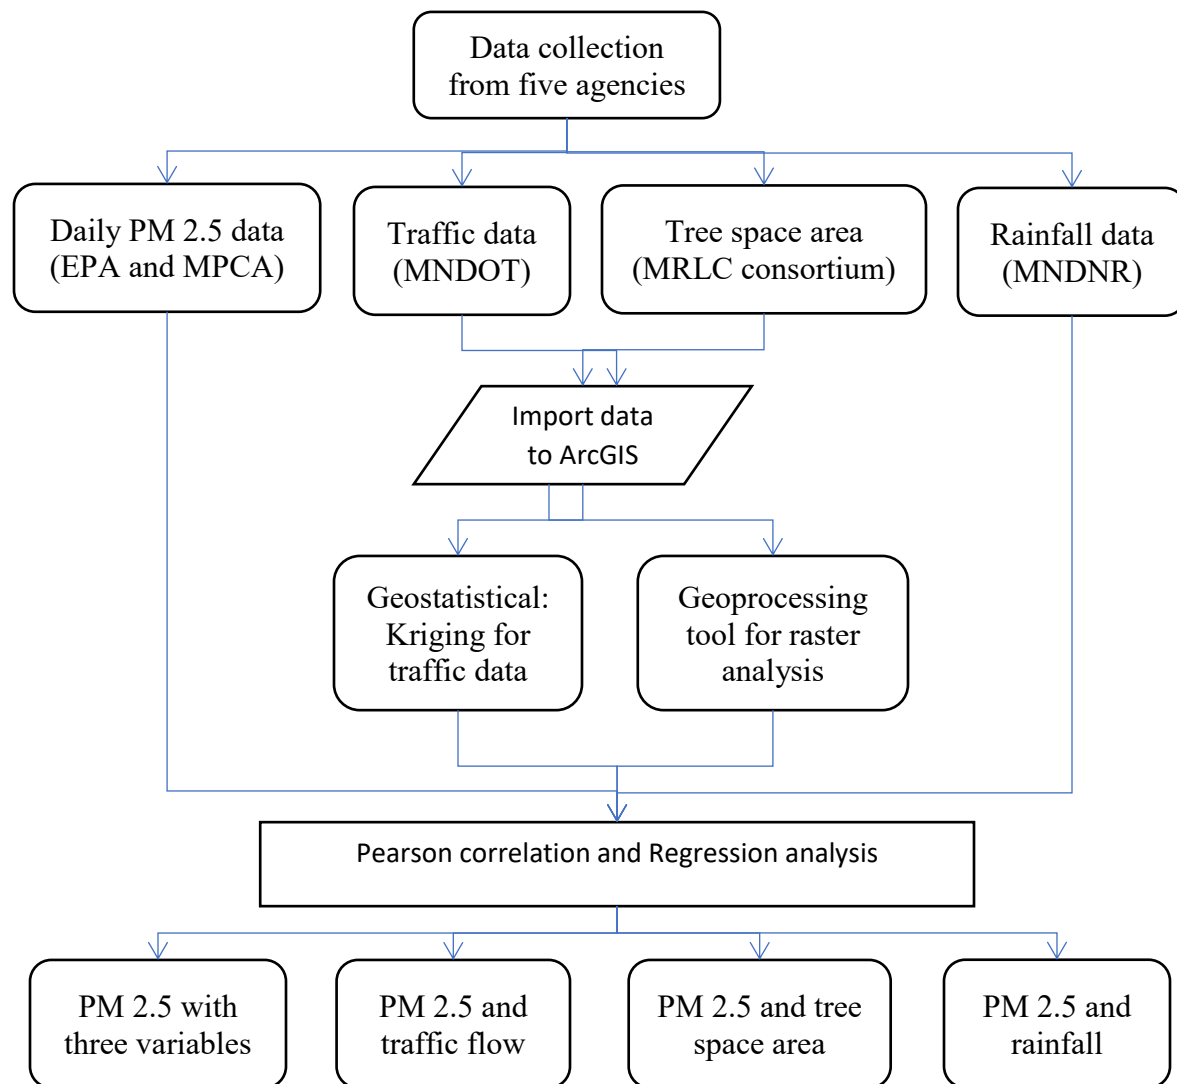 Data collection
from five agencies
Daily PM 2.5 data
(EPA and MPCA)
Traffic data
(MNDOT)
Tree space area
(MRLC consortium)
Rainfall data
(MNDNR)
Import data
to ArcGIS
Geostatistical:
Kriging for
traffic data
Geoprocessing
tool for raster
analysis
Pearson correlation and Regression analysis
PM 2.5 with
three variables
PM 2.5 and
traffic flow
PM 2.5 and tree
space area
PM 2.5 and
rainfall